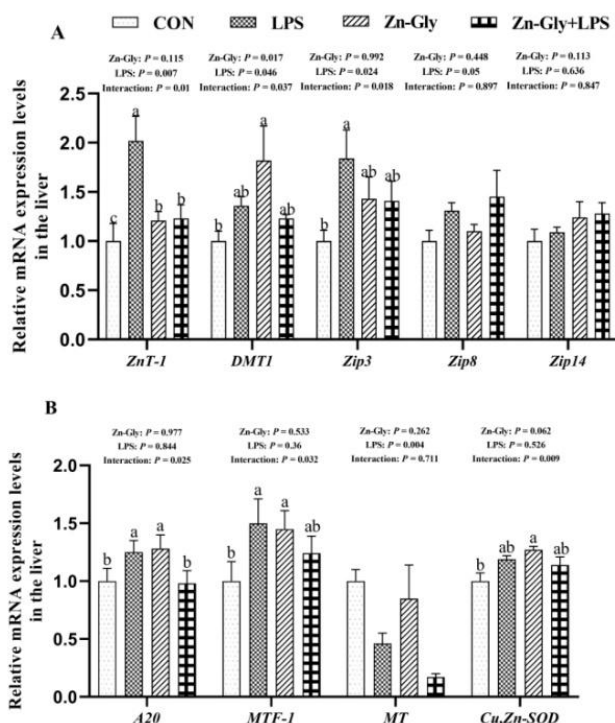 CON LPS Zn-Gly Zn-Gly+LPS
A
Zn-Gly: P = 0.115 Zn-Gly: P = 0.017 Zn-Gly: P = 0.992 Zn-Gly: P = 0.448 Zn-Gly: P = 0.113
LPS: P = 0.007 LPS: P = 0.046 LPS: P = 0.024 LPS: P = 0.05 LPS: P = 0.636
Interaction: P = 0.01 Interaction: P = 0.037 Interaction: P = 0.018 Interaction: P = 0.897 Interaction: P = 0.847
Relative mRNA expression levels
in the liver
2.5
2.0
1.5
1.0
0.5
0.0
c a b b
b ab a ab
b a ab ab
ZnT-1 DMT1 Zip3 Zip8 Zip14
B
Zn-Gly: P = 0.977 Zn-Gly: P = 0.533 Zn-Gly: P = 0.262 Zn-Gly: P = 0.062
LPS: P = 0.844 LPS: P = 0.36 LPS: P = 0.004 LPS: P = 0.526
Interaction: P = 0.025 Interaction: P = 0.032 Interaction: P = 0.711 Interaction: P = 0.009
Relative mRNA expression levels
in the liver
2.0
1.5
1.0
0.5
0.0
b a a b
b a a ab
b ab a ab
A20 MTF-1 MT Cu,Zn-SOD